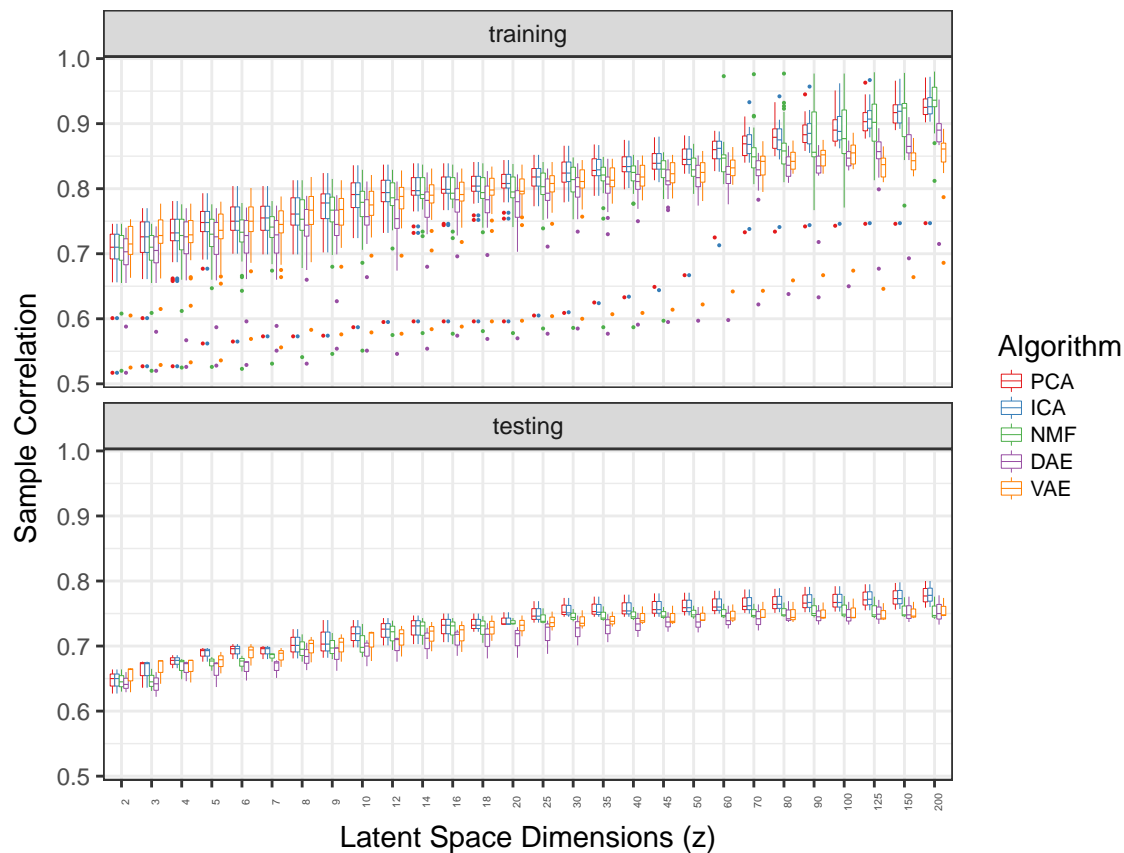 training
1.0
0.9
0.8
0.7
0.6
0.5
testing
1.0
0.9
0.8
0.7
0.6
0.5
Sample Correlation
2 3 4 5 6 7 8 9 10 12 14 16 18 20 25 30 35 40 45 50 60 70 80 90 100 125 150 200
Latent Space Dimensions (z)
Algorithm
PCA
ICA
NMF
DAE
VAE